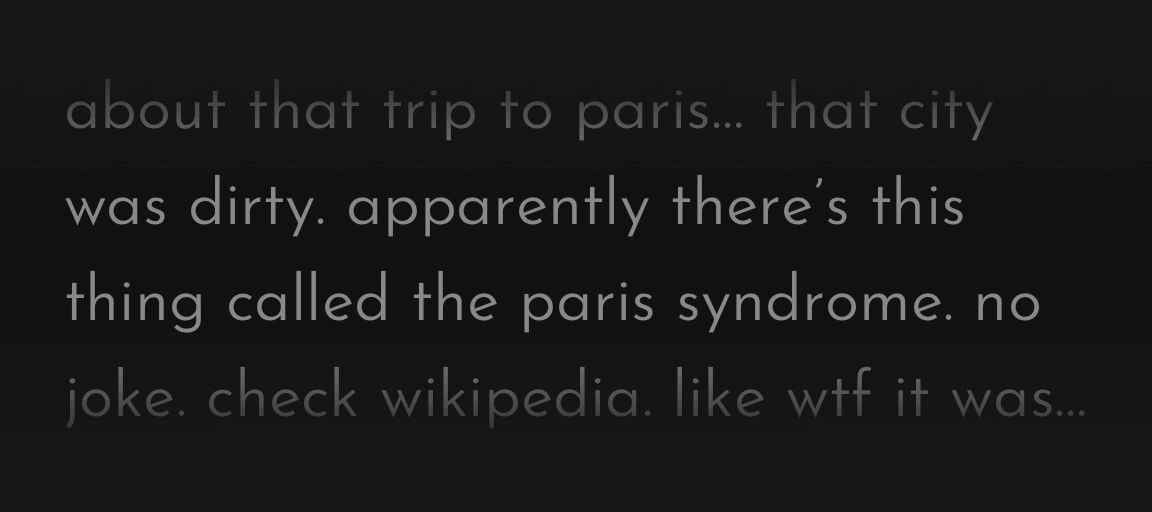 about that trip to paris... that city
was dirty. apparently there's this
thing called the paris syndrome. no
joke. check wikipedia. like wtf it was...